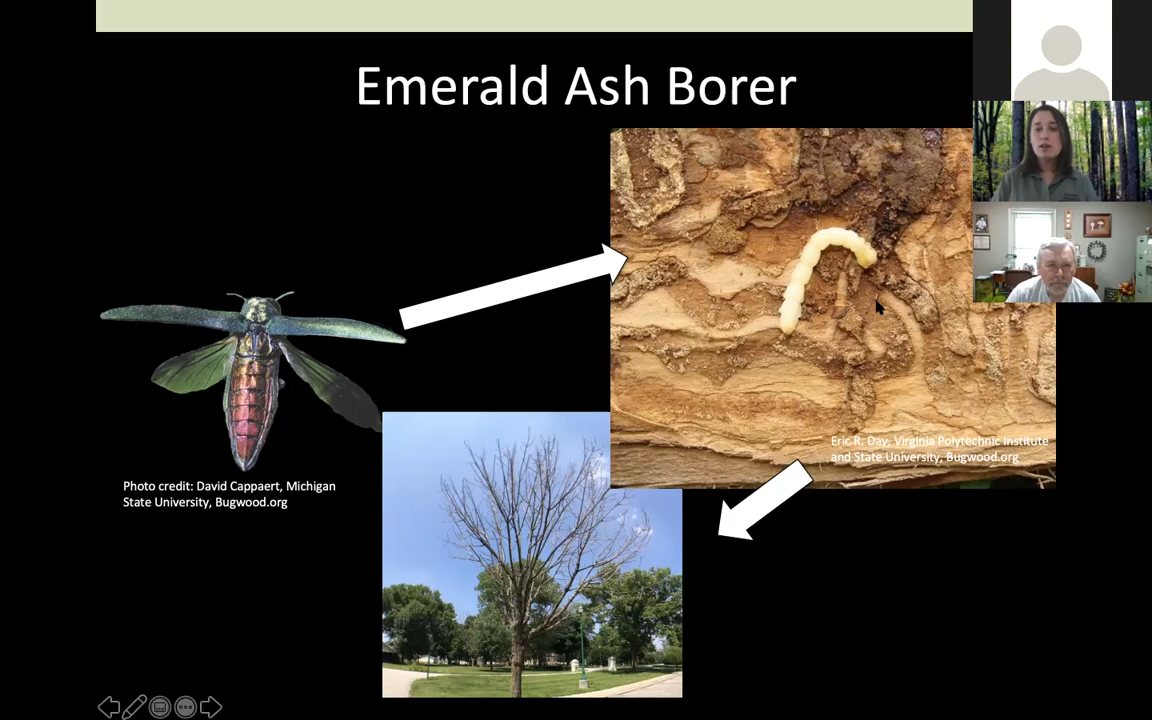 Emerald Ash Borer
Eric R. Day, Virginia Polytechnic Institute
and State University, Bugwood.org
Photo credit: David Cappaert, Michigan
State University, Bugwood.org